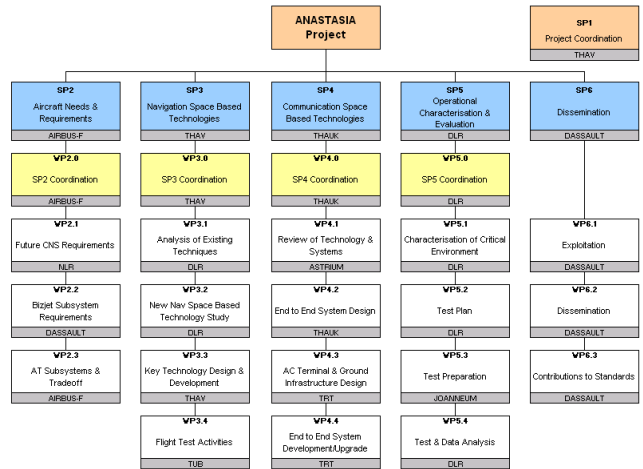 ANASTASIA
Project
SP1
Project Coordination
THAV
SP2
Aircraft Needs &
Requirements
AIRBUS-F
SP3
Navigation Space Based
Technologies
THAV
SP4
Communication Space
Based Technologies
THAUK
SP5
Operational
Characterisation &
Evaluation
DLR
SP6
Dissemination
DASSAULT
WP2.0
SP2 Coordination
AIRBUS-F
WP3.0
SP3 Coordination
THAV
WP4.0
SP4 Coordination
THAUK
WP5.0
SP5 Coordination
DLR
WP2.1
Future CNS Requirements
NLR
WP3.1
Analysis of Existing
Techniques
DLR
WP4.1
Review of Technology &
Systems
ASTRIUM
WP5.1
Characterisation of Critical
Environment
DLR
WP6.1
Exploitation
DASSAULT
WP2.2
Bizjet Subsystem
Requirements
DASSAULT
WP3.2
New Nav Space Based
Technology Study
DLR
WP4.2
End to End System Design
THAUK
WP5.2
Test Plan
DLR
WP6.2
Dissemination
DASSAULT
WP2.3
AT Subsystems &
Tradeoff
AIRBUS-F
WP3.3
Key Technology Design &
Development
THAV
WP4.3
AC Terminal & Ground
Infrastructure Design
TRT
WP5.3
Test Preparation
JOANNEUM
WP6.3
Contributions to Standards
DASSAULT
WP3.4
Flight Test Activities
TUB
WP4.4
End to End System
Development/Upgrade
TRT
WP5.4
Test & Data Analysis
DLR